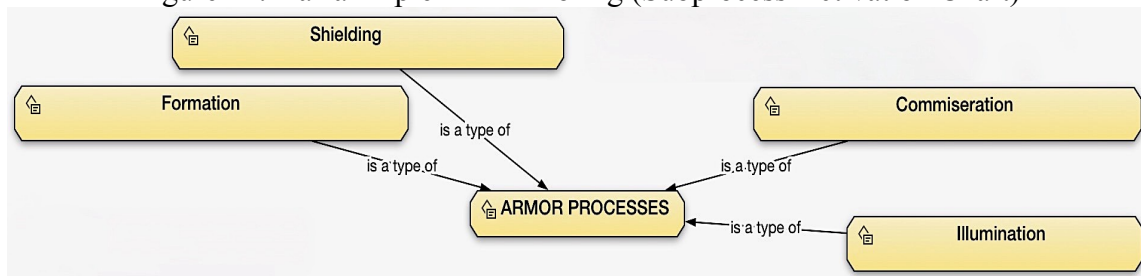 Shielding
Formation
Commiseration
is a type of
is a type of
is a type of
ARMOR PROCESSES
is a type of
Illumination